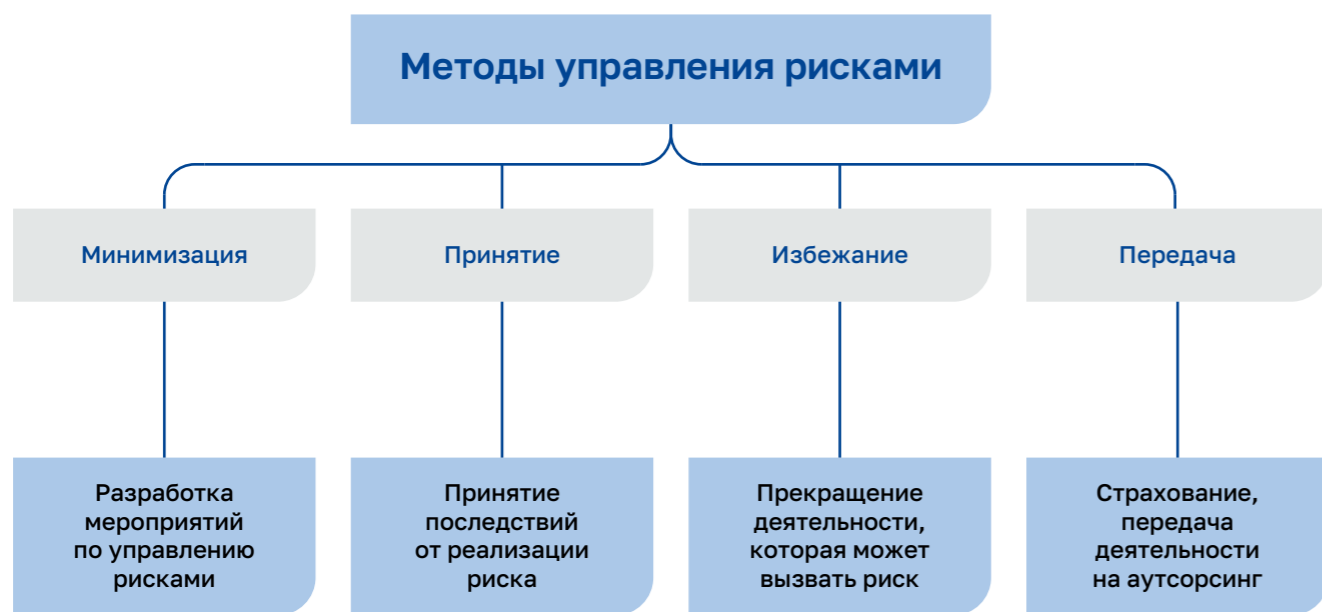 Методы управления рисками
Минимизация
Принятие
Избежание
Передача
Разработка
мероприятий
по управлению
рисками
Принятие
последствий
от реализации
риска
Прекращение
деятельности,
которая может
вызвать риск
Страхование,
передача
деятельности
на аутсорсинг